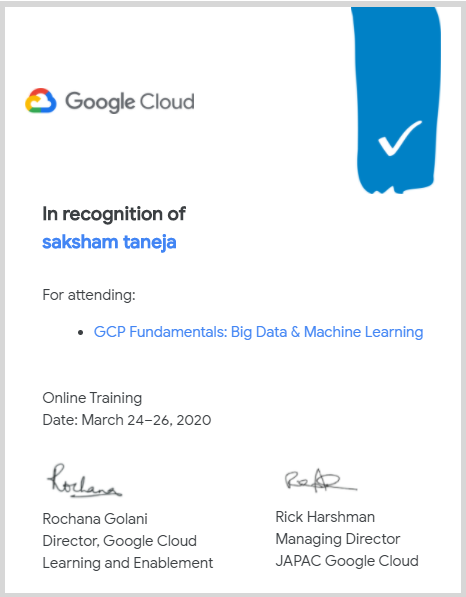 Google Cloud
In recognition of
saksham taneja
For attending:
• GCP Fundamentals: Big Data & Machine Learning
Online Training
Date: March 24–26, 2020
Rochana
Rochana Golani
Director, Google Cloud
Learning and Enablement
Rick Harshman
Managing Director
JAPAC Google Cloud